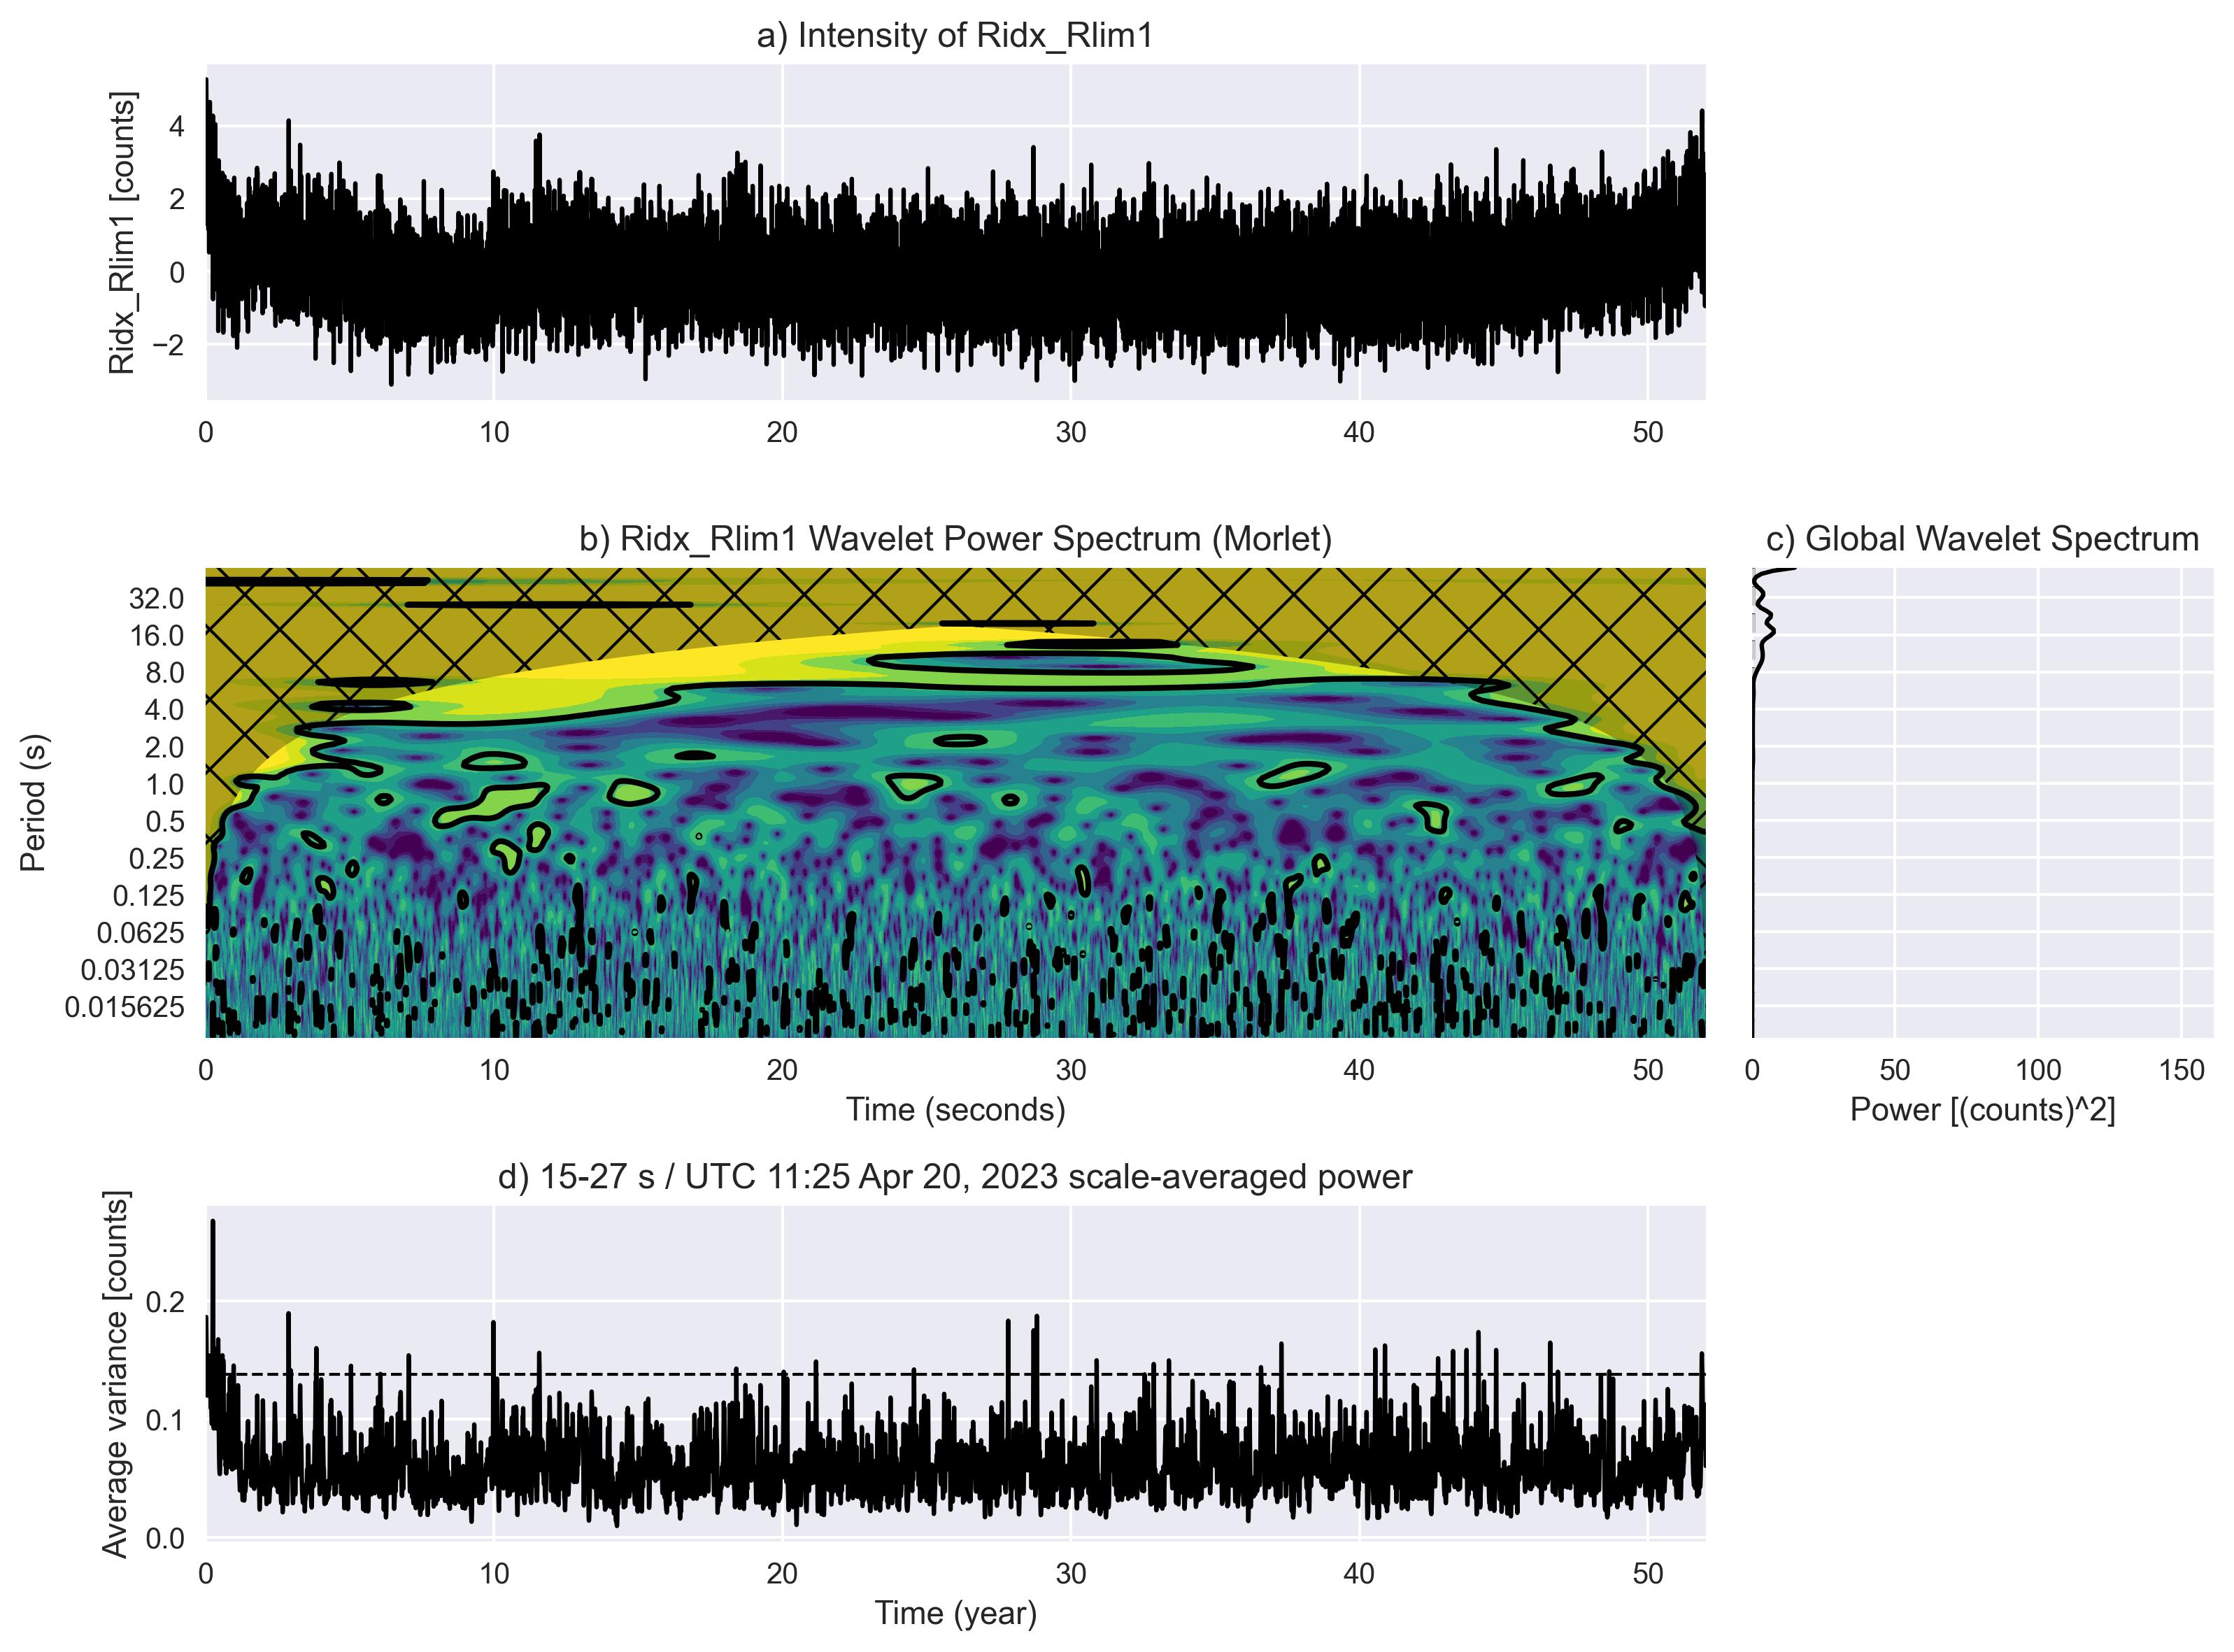 a) Intensity of Ridx_Rlim1
Ridx_Rlim1 [counts]
4
2
0
−2
0 10 20 30 40 50
b) Ridx_Rlim1 Wavelet Power Spectrum (Morlet)
Period (s)
32.0
16.0
8.0
4.0
2.0
1.0
0.5
0.25
0.125
0.0625
0.03125
0.015625
0 10 20 30 40 50
Time (seconds)
c) Global Wavelet Spectrum
0 50 100 150
Power [(counts)^2]
d) 15-27 s / UTC 11:25 Apr 20, 2023 scale-averaged power
Average variance [counts]
0.2
0.1
0.0
0 10 20 30 40 50
Time (year)